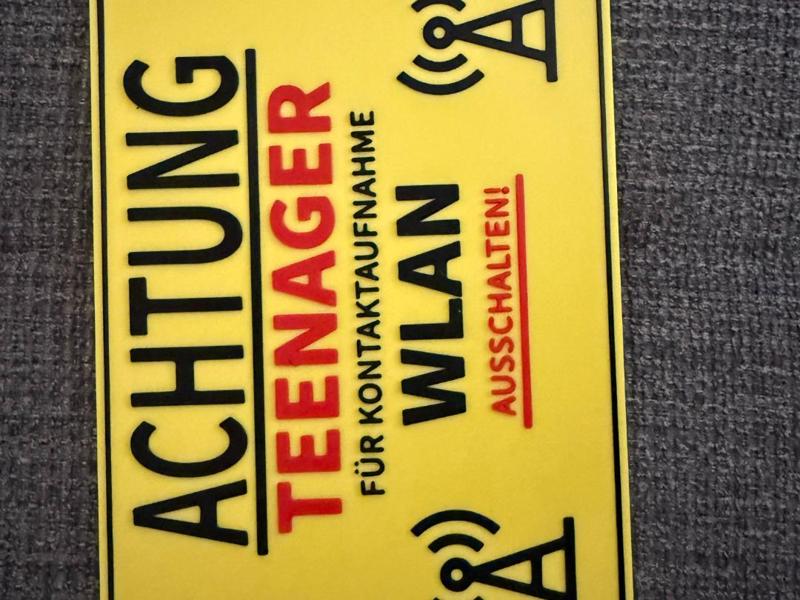 ACHTUNG
TEENAGER
FÜR KONTAKTAUFNAHME
WLAN
AUSSCHALTEN!